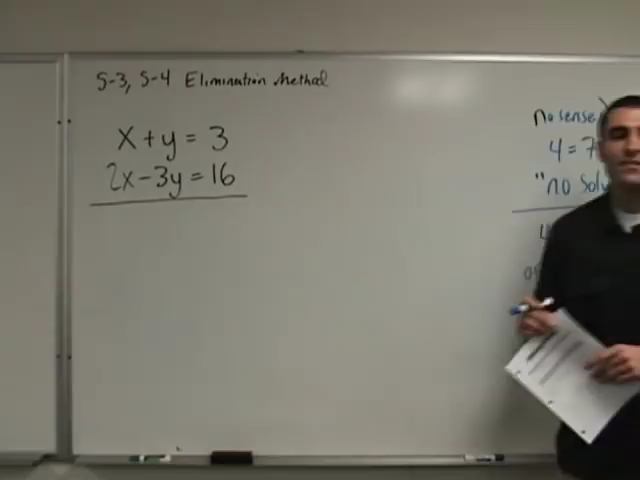 5-3, 5-4 Elimination Method
x + y = 3
2x - 3y = 16
no sense
4 = 7
"no Solu